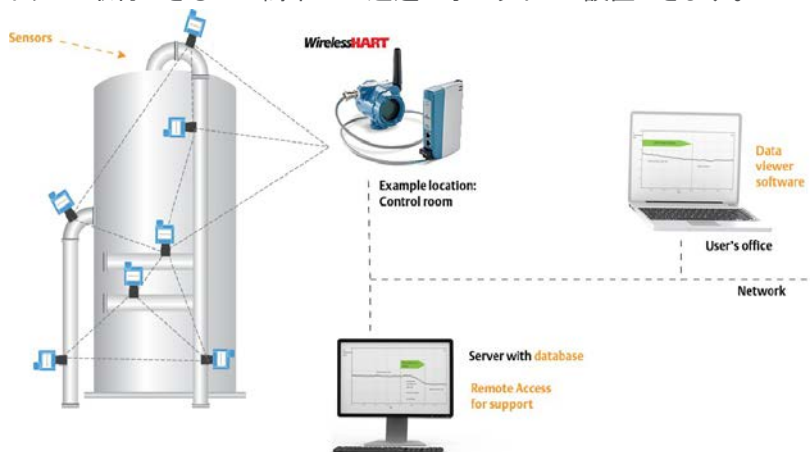 Sensors
WirelessHART
Example location:
Control room
Data
viewer
software
User's office
Network
Server with database
Remote Access
for support